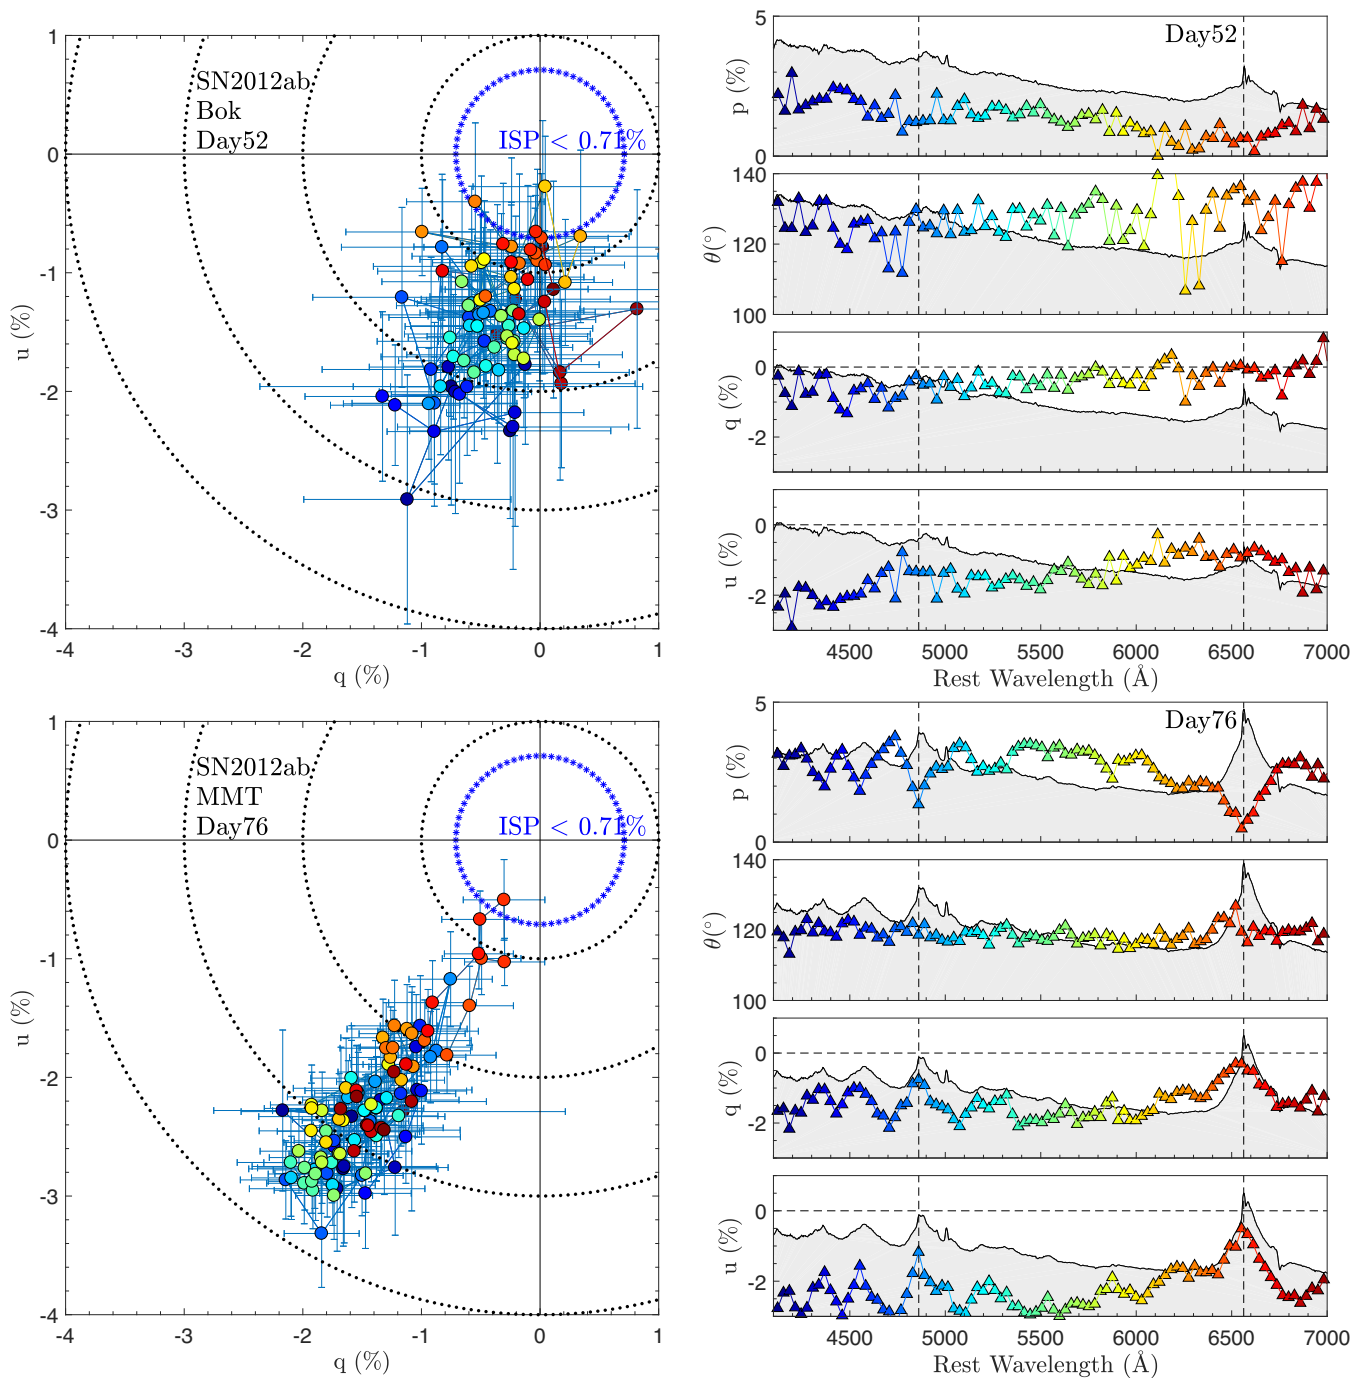 SN2012ab
Bok
Day52
ISP < 0.71%
1
0
-1
-2
-3
-4
u (%)
-4 -3 -2 -1 0 1
q (%)
Day52
5
0
p (%)
140
120
100
θ(°)
0
-2
q (%)
0
-2
u (%)
4500 5000 5500 6000 6500 7000
Rest Wavelength (Å)
SN2012ab
MMT
Day76
ISP < 0.71%
1
0
-1
-2
-3
-4
u (%)
-4 -3 -2 -1 0 1
q (%)
Day76
5
0
p (%)
140
120
100
θ(°)
0
-2
q (%)
0
-2
u (%)
4500 5000 5500 6000 6500 7000
Rest Wavelength (Å)